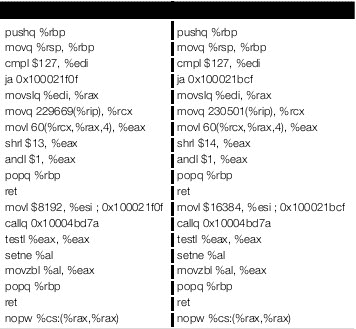 pushq %rbp
movq %rsp, %rbp
cmpl $127, %edi
ja 0x100021f0f
movslq %edi, %rax
movq 229669(%rip), %rcx
movl 60(%rcx,%rax,4), %eax
shrl $13, %eax
andl $1, %eax
popq %rbp
ret
movl $8192, %esi ; 0x100021f0f
callq 0x10004bd7a
testl %eax, %eax
setne %al
movzbl %al, %eax
popq %rbp
ret
nopw %cs:(%rax,%rax)
pushq %rbp
movq %rsp, %rbp
cmpl $127, %edi
ja 0x100021bcf
movslq %edi, %rax
movq 230501(%rip), %rcx
movl 60(%rcx,%rax,4), %eax
shrl $14, %eax
andl $1, %eax
popq %rbp
ret
movl $16384, %esi ; 0x100021bcf
callq 0x10004bd7a
testl %eax, %eax
setne %al
movzbl %al, %eax
popq %rbp
ret
nopw %cs:(%rax,%rax)